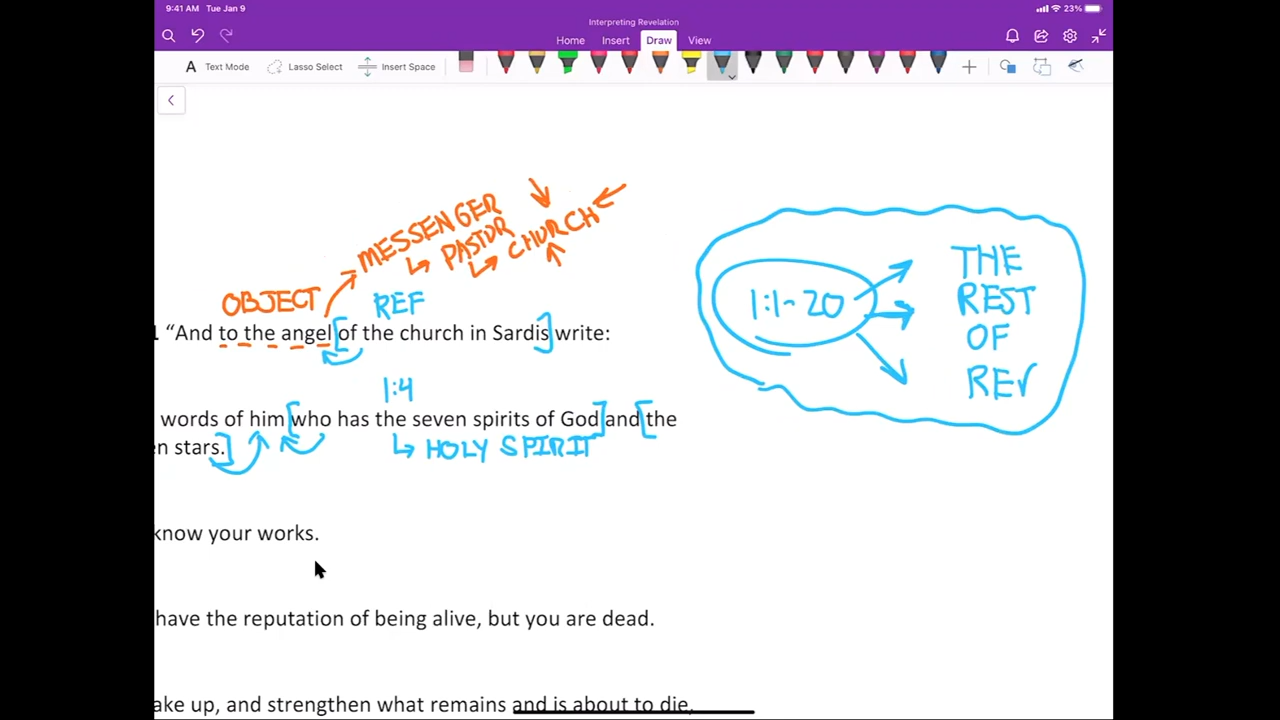 9:41 AM Tue Jan 9
23%
Interpreting Revelation
Home Insert Draw View
A Text Mode Lasso Select Insert Space
MESSENGER
↳ PASTOR
↳ CHURCH
OBJECT
REF
1 “And to the angel [of the church in Sardis] write:
1:4
words of him [who has the seven spirits of God] and [the
en stars.]
↳ HOLY SPIRIT
know your works.
have the reputation of being alive, but you are dead.
ake up, and strengthen what remains and is about to die,
1:1-20
THE
REST
OF
REV